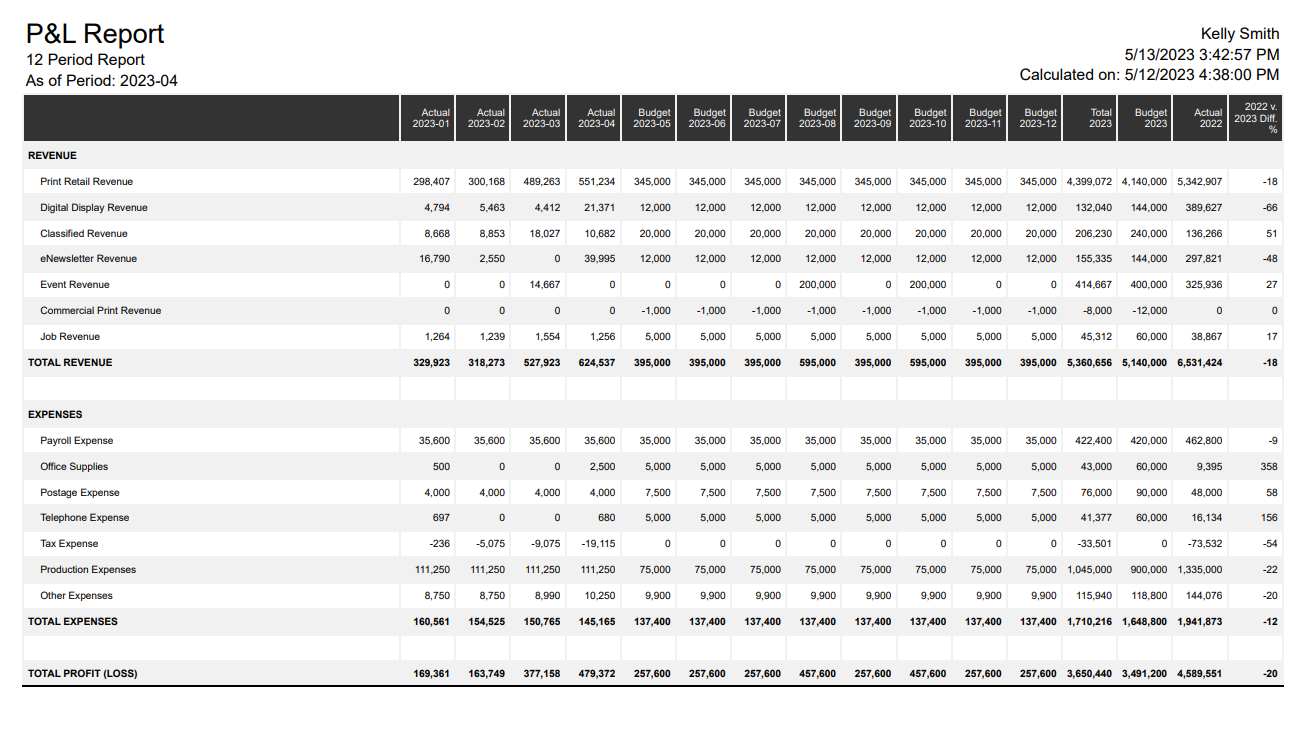 P&L Report
Kelly Smith
12 Period Report
5/13/2023 3:42:57 PM
As of Period: 2023-04
Calculated on: 5/12/2023 4:38:00 PM
Actual 2023-01 Actual 2023-02 Actual 2023-03 Actual 2023-04 Budget 2023-05 Budget 2023-06 Budget 2023-07 Budget 2023-08 Budget 2023-09 Budget 2023-10 Budget 2023-11 Budget 2023-12 Total 2023 Budget 2023 Actual 2022 2022 v. 2023 Diff. %
REVENUE
Print Retail Revenue 298,407 300,168 489,263 551,234 345,000 345,000 345,000 345,000 345,000 345,000 345,000 345,000 4,399,072 4,140,000 5,342,907 -18
Digital Display Revenue 4,794 5,463 4,412 21,371 12,000 12,000 12,000 12,000 12,000 12,000 12,000 12,000 132,040 144,000 389,627 -66
Classified Revenue 8,668 8,853 18,027 10,682 20,000 20,000 20,000 20,000 20,000 20,000 20,000 20,000 206,230 240,000 136,266 51
eNewsletter Revenue 16,790 2,550 0 39,995 12,000 12,000 12,000 12,000 12,000 12,000 12,000 12,000 155,335 144,000 297,821 -48
Event Revenue 0 0 14,667 0 0 0 0 200,000 0 200,000 0 0 414,667 400,000 325,936 27
Commercial Print Revenue 0 0 0 0 -1,000 -1,000 -1,000 -1,000 -1,000 -1,000 -1,000 -1,000 -8,000 -12,000 0 0
Job Revenue 1,264 1,239 1,554 1,256 5,000 5,000 5,000 5,000 5,000 5,000 5,000 5,000 45,312 60,000 38,867 17
TOTAL REVENUE 329,923 318,273 527,923 624,537 395,000 395,000 395,000 595,000 395,000 595,000 395,000 395,000 5,360,656 5,140,000 6,531,424 -18
EXPENSES
Payroll Expense 35,600 35,600 35,600 35,600 35,000 35,000 35,000 35,000 35,000 35,000 35,000 35,000 422,400 420,000 462,800 -9
Office Supplies 500 0 0 2,500 5,000 5,000 5,000 5,000 5,000 5,000 5,000 5,000 43,000 60,000 9,395 358
Postage Expense 4,000 4,000 4,000 4,000 7,500 7,500 7,500 7,500 7,500 7,500 7,500 7,500 76,000 90,000 48,000 58
Telephone Expense 697 0 0 680 5,000 5,000 5,000 5,000 5,000 5,000 5,000 5,000 41,377 60,000 16,134 156
Tax Expense -236 -5,075 -9,075 -19,115 0 0 0 0 0 0 0 0 -33,501 0 -73,532 -54
Production Expenses 111,250 111,250 111,250 111,250 75,000 75,000 75,000 75,000 75,000 75,000 75,000 75,000 1,045,000 900,000 1,335,000 -22
Other Expenses 8,750 8,750 8,990 10,250 9,900 9,900 9,900 9,900 9,900 9,900 9,900 9,900 115,940 118,800 144,076 -20
TOTAL EXPENSES 160,561 154,525 150,765 145,165 137,400 137,400 137,400 137,400 137,400 137,400 137,400 137,400 1,710,216 1,648,800 1,941,873 -12
TOTAL PROFIT (LOSS) 169,361 163,749 377,158 479,372 257,600 257,600 257,600 457,600 257,600 457,600 257,600 257,600 3,650,440 3,491,200 4,589,551 -20